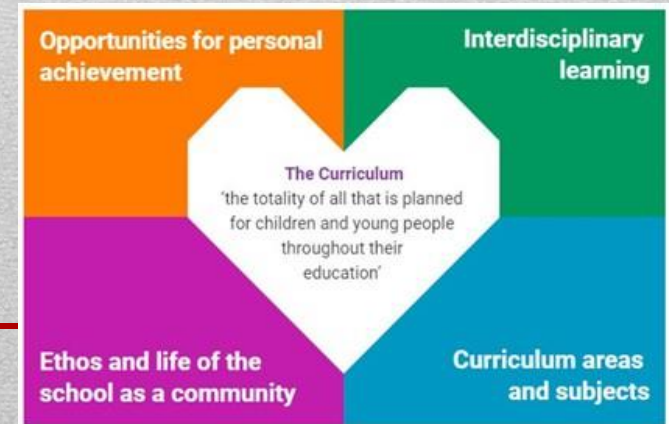 Opportunities for personal
achievement
Interdisciplinary
learning
The Curriculum
'the totality of all that is planned
for children and young people
throughout their
education'
Ethos and life of the
school as a community
Curriculum areas
and subjects